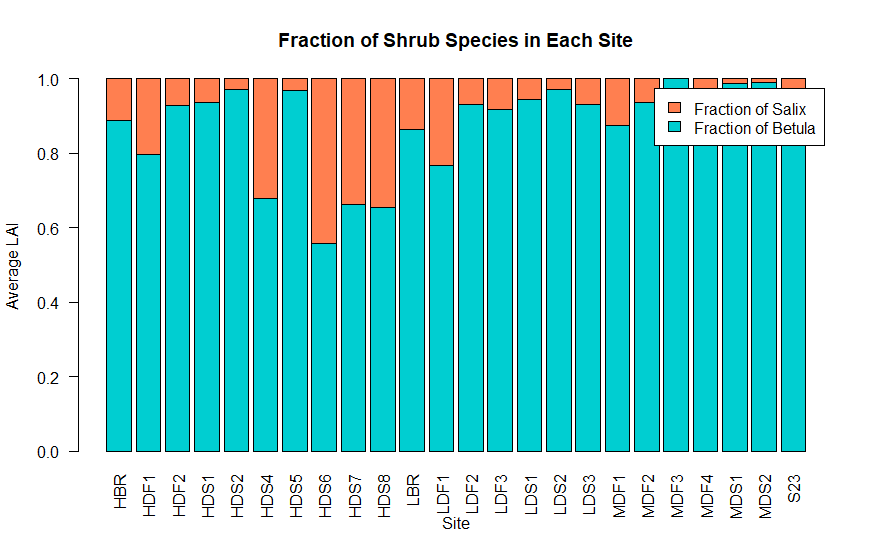 Fraction of Shrub Species in Each Site
Average LAI
1.0
0.8
0.6
0.4
0.2
0.0
Fraction of Salix
Fraction of Betula
HBR HDF1 HDF2 HDS1 HDS2 HDS4 HDS5 HDS6 HDS7 HDS8 LBR LDF1 LDF2 LDF3 LDS1 LDS2 LDS3 MDF1 MDF2 MDF3 MDF4 MDS1 MDS2 S23
Site